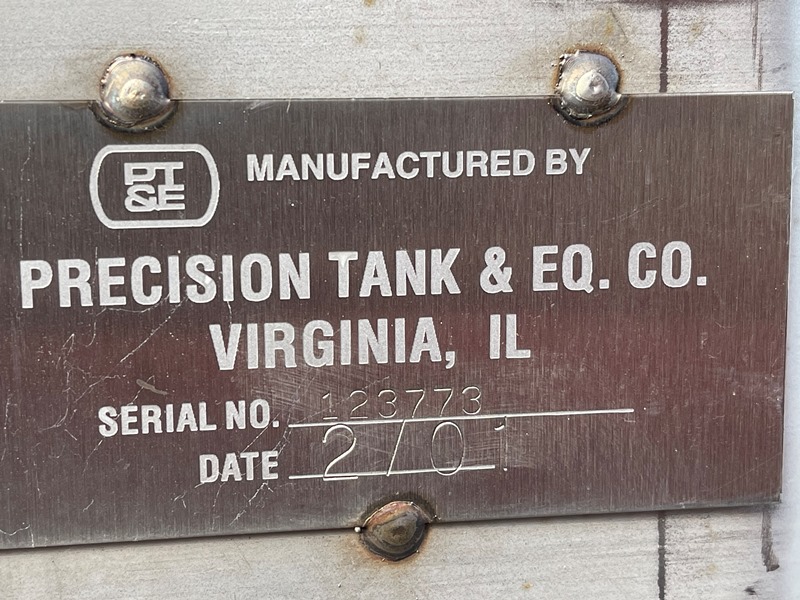 PT
&E
MANUFACTURED BY
PRECISION TANK & EQ. CO.
VIRGINIA, IL
SERIAL NO. 123773
DATE 2/01